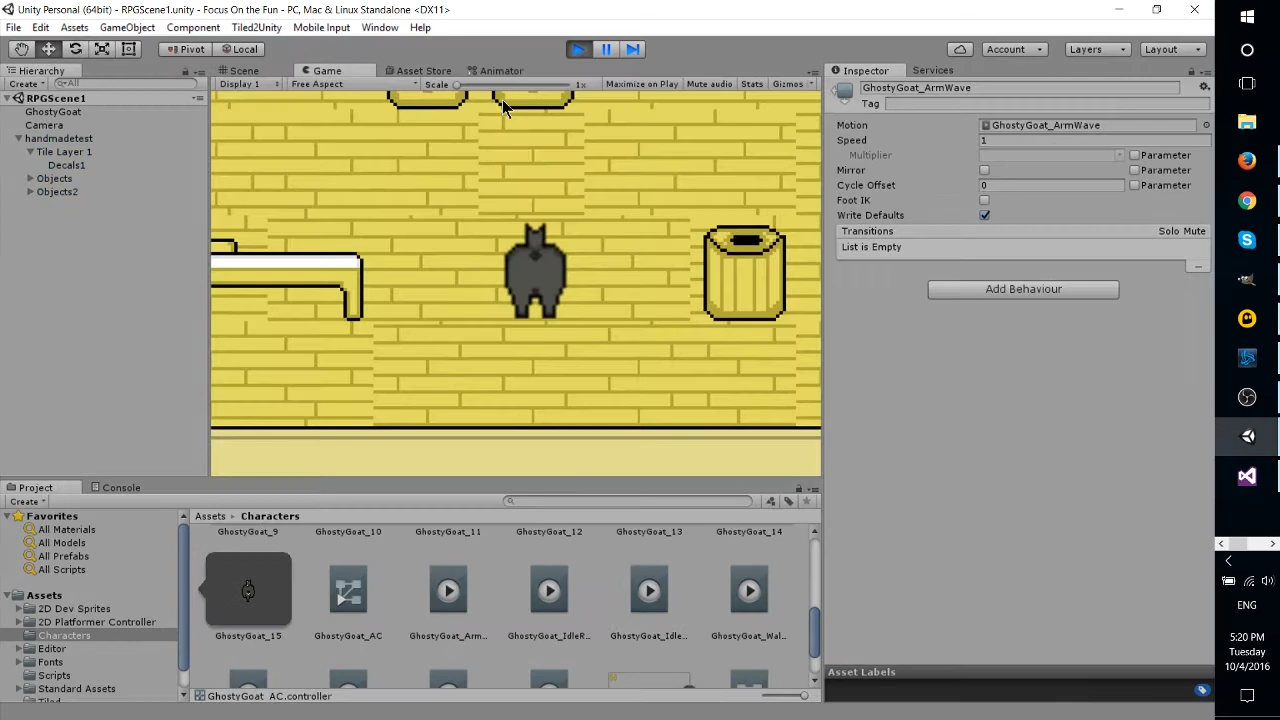 Unity Personal (64bit) - RPGScene1.unity - Focus On the Fun - PC, Mac & Linux Standalone <DX11>
File Edit Assets GameObject Component Tiled2Unity Mobile Input Window Help
Pivot Local Account Layers Layout
Hierarchy Scene Game Asset Store Animator Inspector Services
Create All Display 1 Free Aspect Scale 1x Maximize on Play Mute audio Stats Gizmos
RPGScene1
GhostyGoat
Camera
handmadetest
Tile Layer 1
Decals1
Objects
Objects2
GhostyGoat_ArmWave
Tag
Motion GhostyGoat_ArmWave
Speed 1
Multiplier Parameter
Mirror Parameter
Cycle Offset 0 Parameter
Foot IK
Write Defaults
Transitions Solo Mute
List is Empty
Add Behaviour
Project Console
Create
Favorites
All Materials
All Models
All Prefabs
All Scripts
Assets
2D Dev Sprites
2D Platformer Controller
Characters
Editor
Fonts
Scripts
Standard Assets
Tiled
Assets Characters
GhostyGoat_9 GhostyGoat_10 GhostyGoat_11 GhostyGoat_12 GhostyGoat_13 GhostyGoat_14
GhostyGoat_15 GhostyGoat_AC GhostyGoat_Arm... GhostyGoat_IdleR... GhostyGoat_Idle... GhostyGoat_Wal...
GhostyGoat_AC.controller
Asset Labels
ENG
5:20 PM
Tuesday
10/4/2016